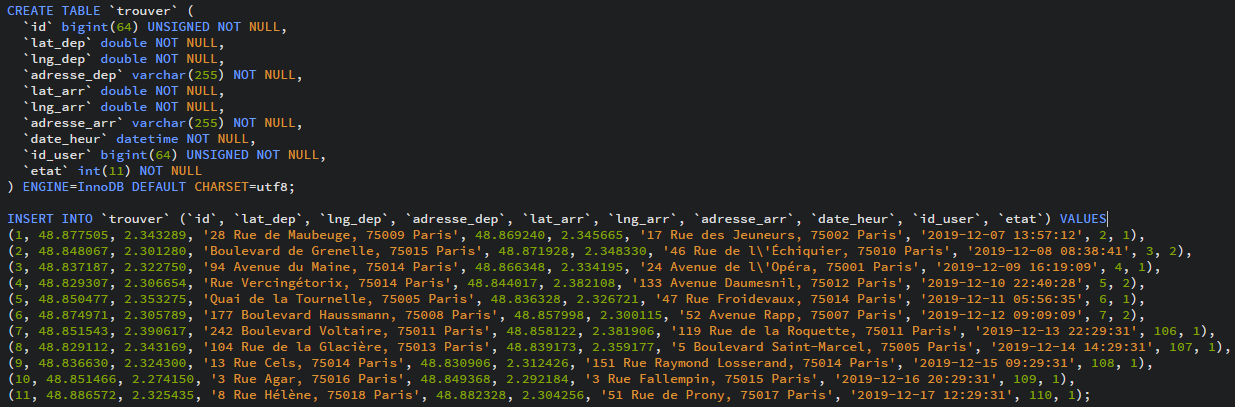 CREATE TABLE `trouver` (
  `id` bigint(64) UNSIGNED NOT NULL,
  `lat_dep` double NOT NULL,
  `lng_dep` double NOT NULL,
  `adresse_dep` varchar(255) NOT NULL,
  `lat_arr` double NOT NULL,
  `lng_arr` double NOT NULL,
  `adresse_arr` varchar(255) NOT NULL,
  `date_heur` datetime NOT NULL,
  `id_user` bigint(64) UNSIGNED NOT NULL,
  `etat` int(11) NOT NULL
) ENGINE=InnoDB DEFAULT CHARSET=utf8;

INSERT INTO `trouver` (`id`, `lat_dep`, `lng_dep`, `adresse_dep`, `lat_arr`, `lng_arr`, `adresse_arr`, `date_heur`, `id_user`, `etat`) VALUES
(1, 48.877505, 2.343289, '28 Rue de Maubeuge, 75009 Paris', 48.869240, 2.345665, '17 Rue des Jeuneurs, 75002 Paris', '2019-12-07 13:57:12', 2, 1),
(2, 48.848067, 2.301280, 'Boulevard de Grenelle, 75015 Paris', 48.871928, 2.348330, '46 Rue de l\'Échiquier, 75010 Paris', '2019-12-08 08:38:41', 3, 2),
(3, 48.837187, 2.322750, '94 Avenue du Maine, 75014 Paris', 48.866348, 2.334195, '24 Avenue de l\'Opéra, 75001 Paris', '2019-12-09 16:19:09', 4, 1),
(4, 48.829307, 2.306654, 'Rue Vercingétorix, 75014 Paris', 48.844017, 2.382108, '133 Avenue Daumesnil, 75012 Paris', '2019-12-10 22:40:28', 5, 2),
(5, 48.850477, 2.353275, 'Quai de la Tournelle, 75005 Paris', 48.836328, 2.326721, '47 Rue Froidevaux, 75014 Paris', '2019-12-11 05:56:35', 6, 1),
(6, 48.874971, 2.305789, '177 Boulevard Haussmann, 75008 Paris', 48.857998, 2.300115, '52 Avenue Rapp, 75007 Paris', '2019-12-12 09:09:09', 7, 2),
(7, 48.851543, 2.390617, '242 Boulevard Voltaire, 75011 Paris', 48.858122, 2.381906, '119 Rue de la Roquette, 75011 Paris', '2019-12-13 22:29:31', 106, 1),
(8, 48.829112, 2.343169, '104 Rue de la Glacière, 75013 Paris', 48.839173, 2.359177, '5 Boulevard Saint-Marcel, 75005 Paris', '2019-12-14 14:29:31', 107, 1),
(9, 48.836630, 2.324300, '13 Rue Cels, 75014 Paris', 48.830906, 2.312426, '151 Rue Raymond Losserand, 75014 Paris', '2019-12-15 09:29:31', 108, 1),
(10, 48.851466, 2.274150, '3 Rue Agar, 75016 Paris', 48.849368, 2.292184, '3 Rue Fallempin, 75015 Paris', '2019-12-16 20:29:31', 109, 1),
(11, 48.886572, 2.325435, '8 Rue Hélène, 75018 Paris', 48.882328, 2.304256, '51 Rue de Prony, 75017 Paris', '2019-12-17 12:29:31', 110, 1);